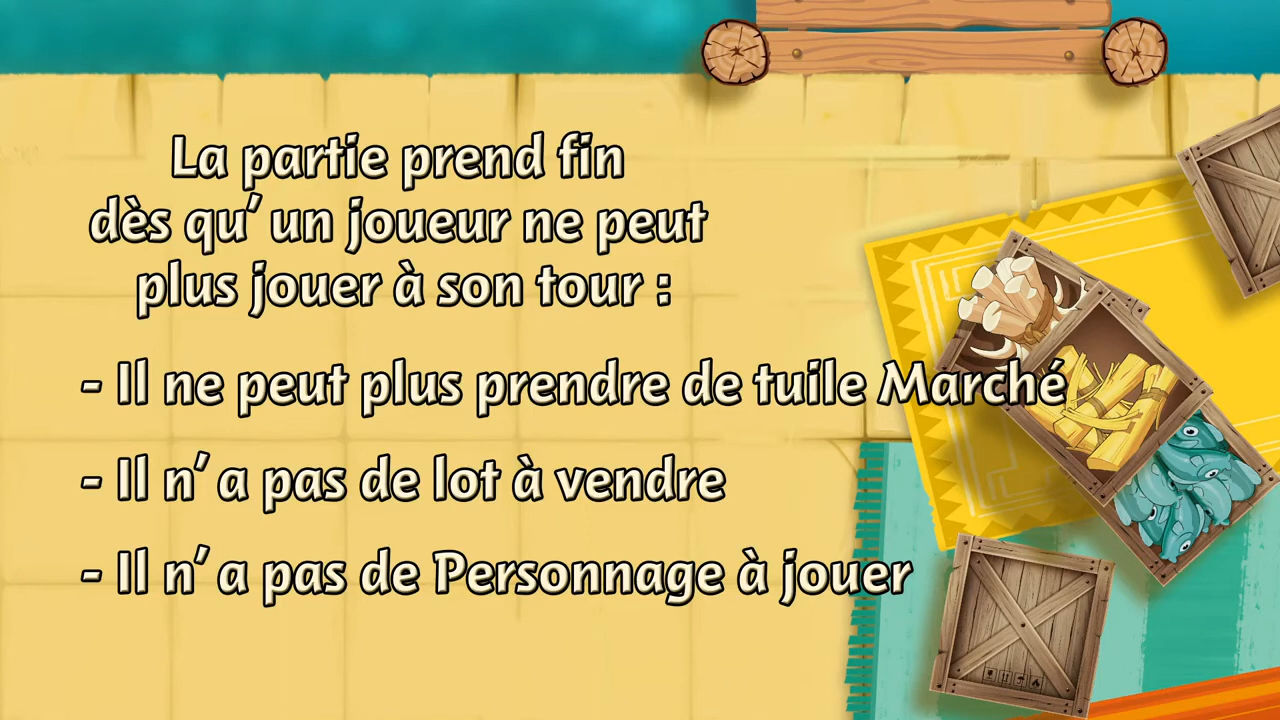 La partie prend fin
dès qu'un joueur ne peut
plus jouer à son tour :
- Il ne peut plus prendre de tuile Marché
- Il n'a pas de lot à vendre
- Il n'a pas de Personnage à jouer